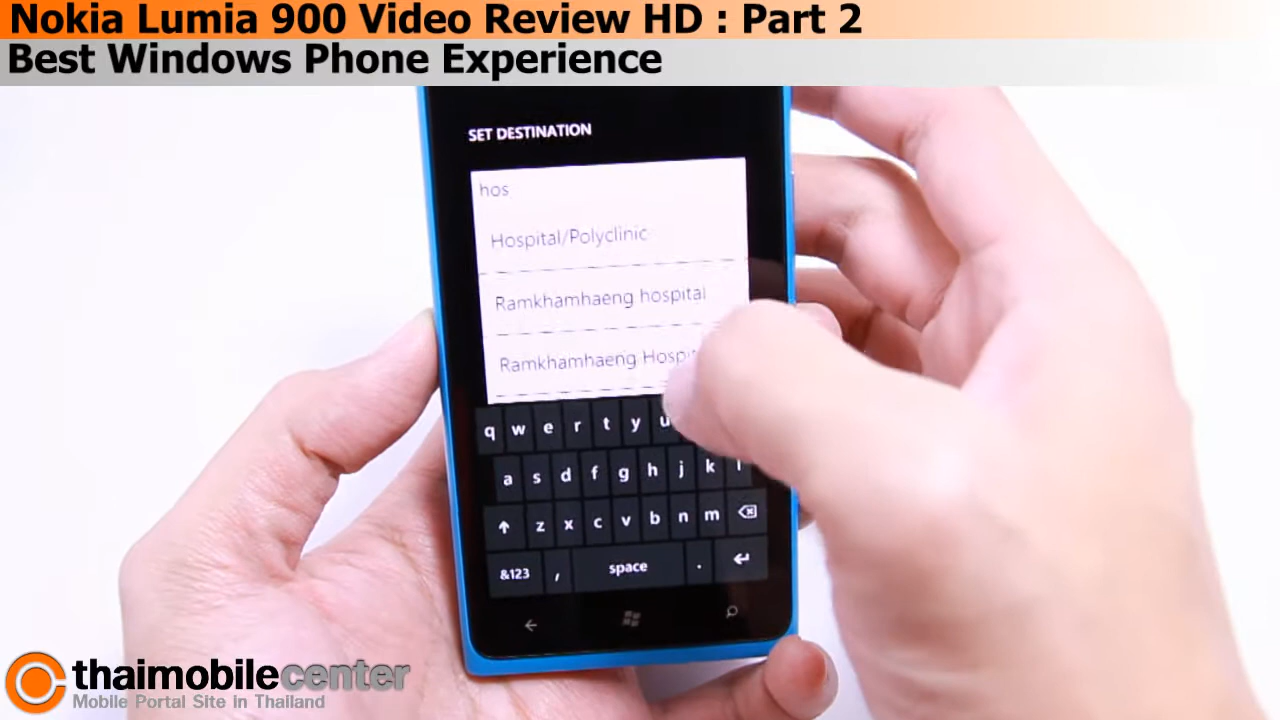 Nokia Lumia 900 Video Review HD : Part 2
Best Windows Phone Experience
SET DESTINATION
hos
Hospital/Polyclinic
Ramkhamhaeng hospital
Ramkhamhaeng
q w e r t y u
a s d f g h j k l
z x c v b n m
&123 , space .
thaimobilecenter
Mobile Portal Site in Thailand